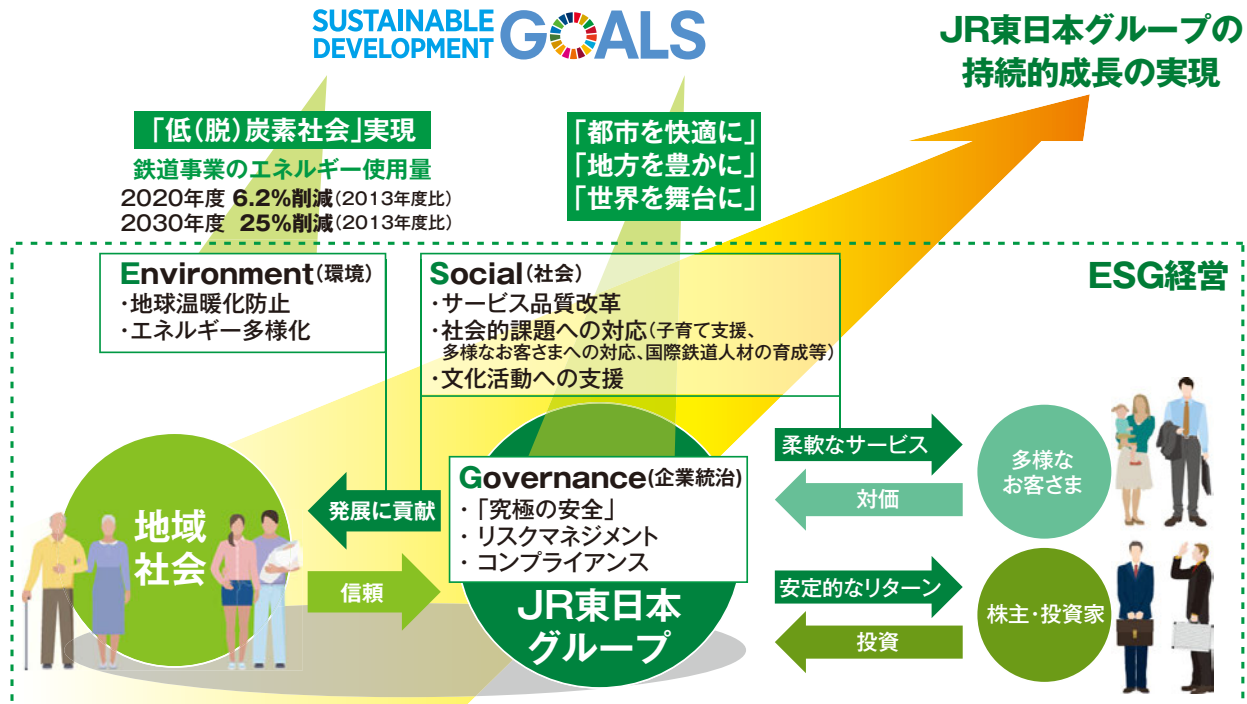 SUSTAINABLE
DEVELOPMENT
GOALS
JR東日本グループの
持続的成長の実現
「低(脱)炭素社会」実現
鉄道事業のエネルギー使用量
2020年度 6.2%削減(2013年度比)
2030年度 25%削減(2013年度比)
「都市を快適に」
「地方を豊かに」
「世界を舞台に」
ESG経営
Environment(環境)
・地球温暖化防止
・エネルギー多様化
Social(社会)
・サービス品質改革
・社会的課題への対応(子育て支援、
多様なお客さまへの対応、国際鉄道人材の育成等)
・文化活動への支援
地域
社会
発展に貢献
信頼
Governance(企業統治)
・「究極の安全」
・リスクマネジメント
・コンプライアンス
JR東日本
グループ
柔軟なサービス
対価
多様な
お客さま
安定的なリターン
投資
株主・投資家